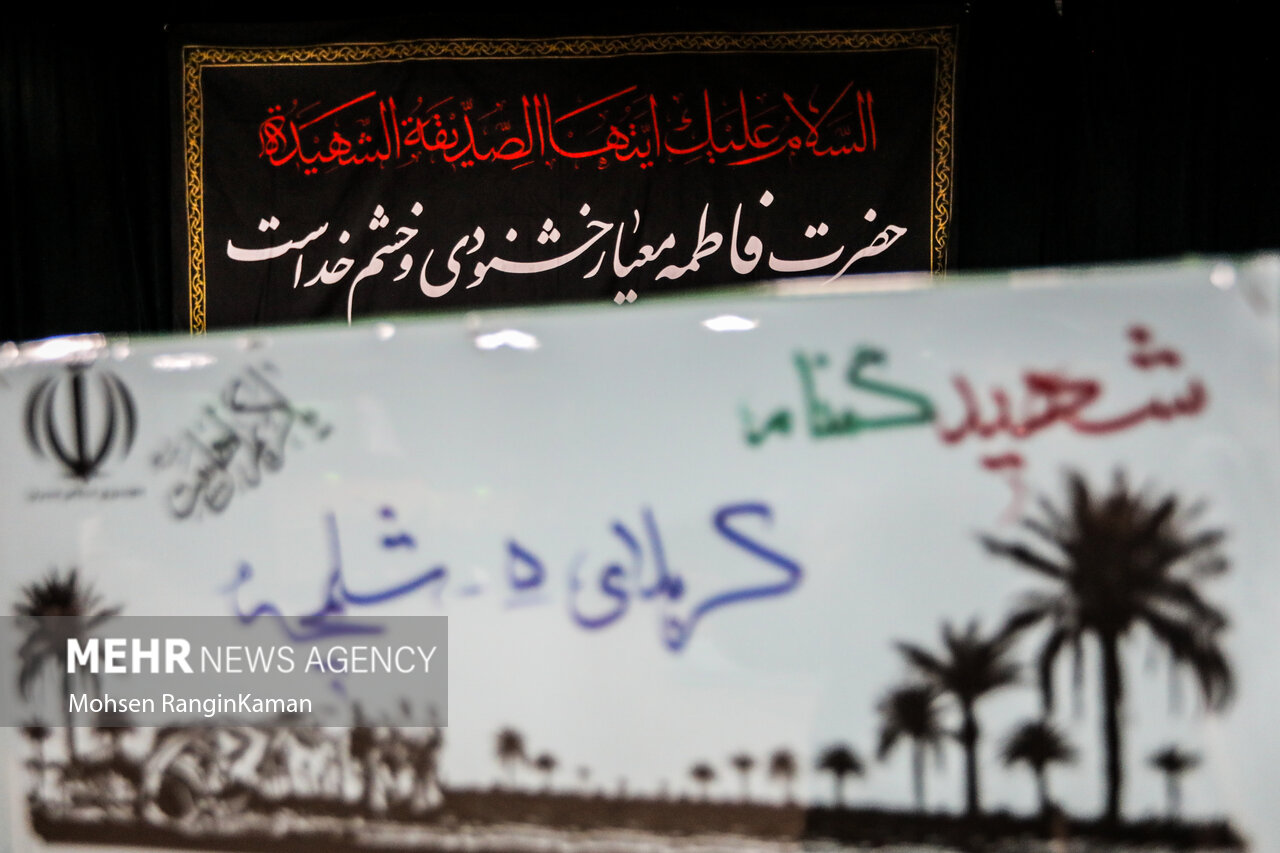 السلام علیک ایتها الصدیقة الشهیدة
حضرت فاطمه معیار خشنودی و خشم خداست
شهید گمنام
کربلای ۵ - شلمچه
MEHR NEWS AGENCY
Mohsen RanginKaman